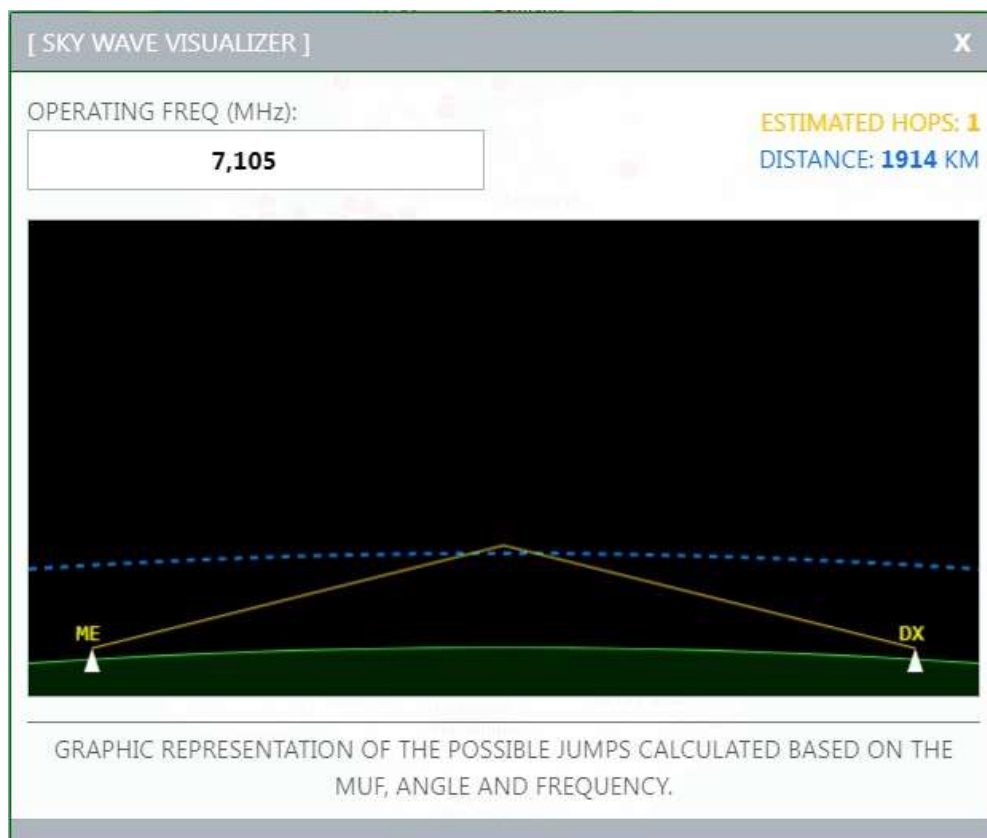 [ SKY WAVE VISUALIZER ]
X
OPERATING FREQ (MHz):
7,105
ESTIMATED HOPS: 1
DISTANCE: 1914 KM
ME
DX
GRAPHIC REPRESENTATION OF THE POSSIBLE JUMPS CALCULATED BASED ON THE
MUF, ANGLE AND FREQUENCY.